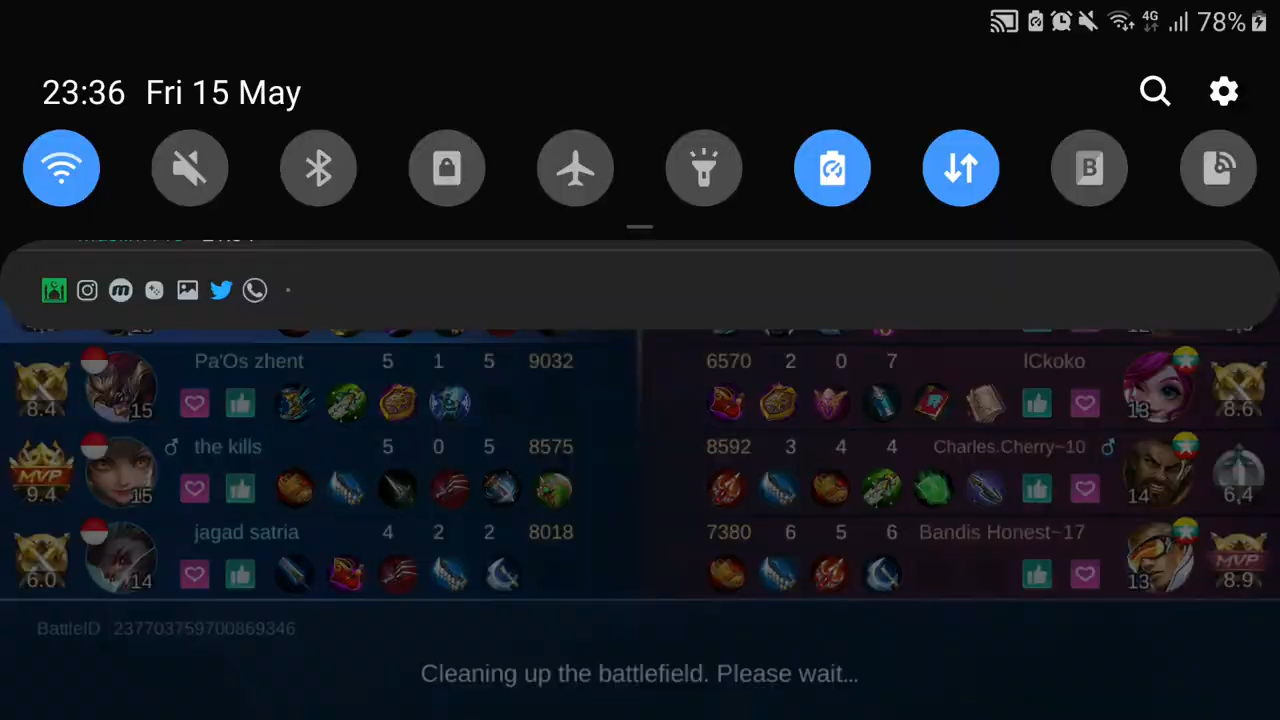 4G 78%
23:36 Fri 15 May
B
Pa'Os zhent 5 1 5 9032 6570 2 0 7 ICkoko
8.4 15 13 8.6
♂ the kills 5 0 5 8575 8592 3 4 4 Charles.Cherry~10 ♂
MVP 9.4 15 14 6,4
jagad satria 4 2 2 8018 7380 6 5 6 Bandis Honest~17
6.0 14 13 MVP 8.9
BattleID 237703759700869346
Cleaning up the battlefield. Please wait...